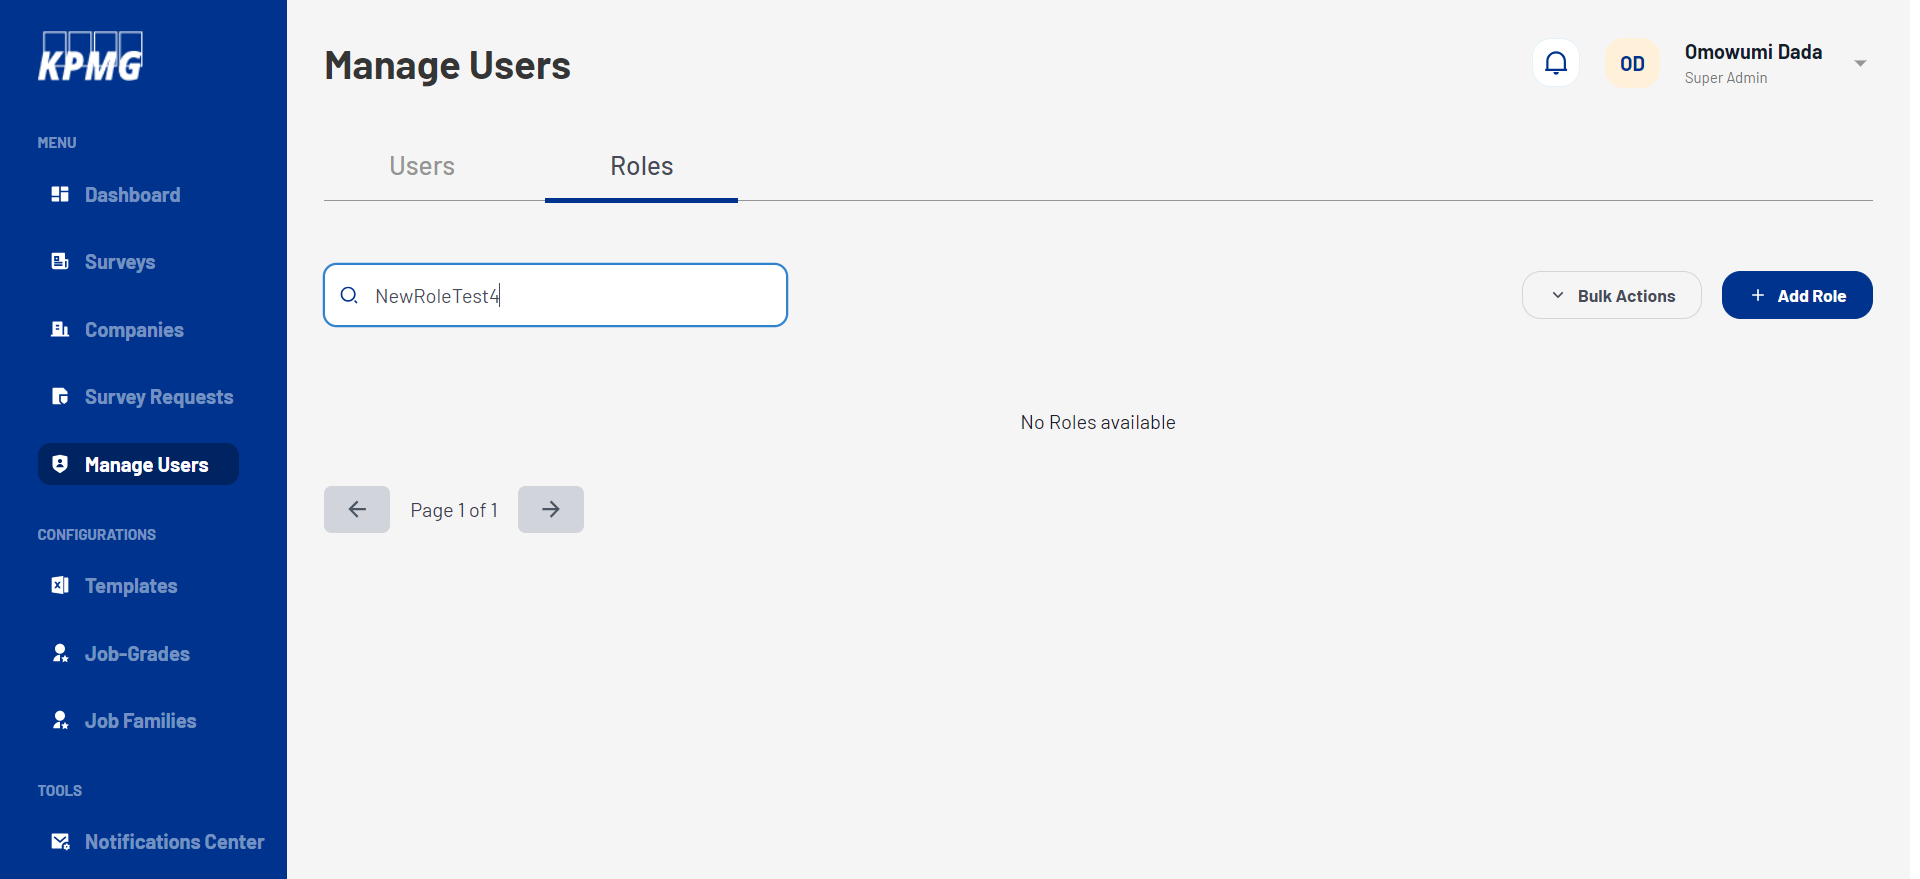 KPMG
MENU
Dashboard
Surveys
Companies
Survey Requests
Manage Users
CONFIGURATIONS
Templates
Job-Grades
Job Families
TOOLS
Notifications Center
Manage Users
OD
Omowumi Dada
Super Admin
Users
Roles
NewRoleTest4
Bulk Actions
+ Add Role
No Roles available
Page 1 of 1